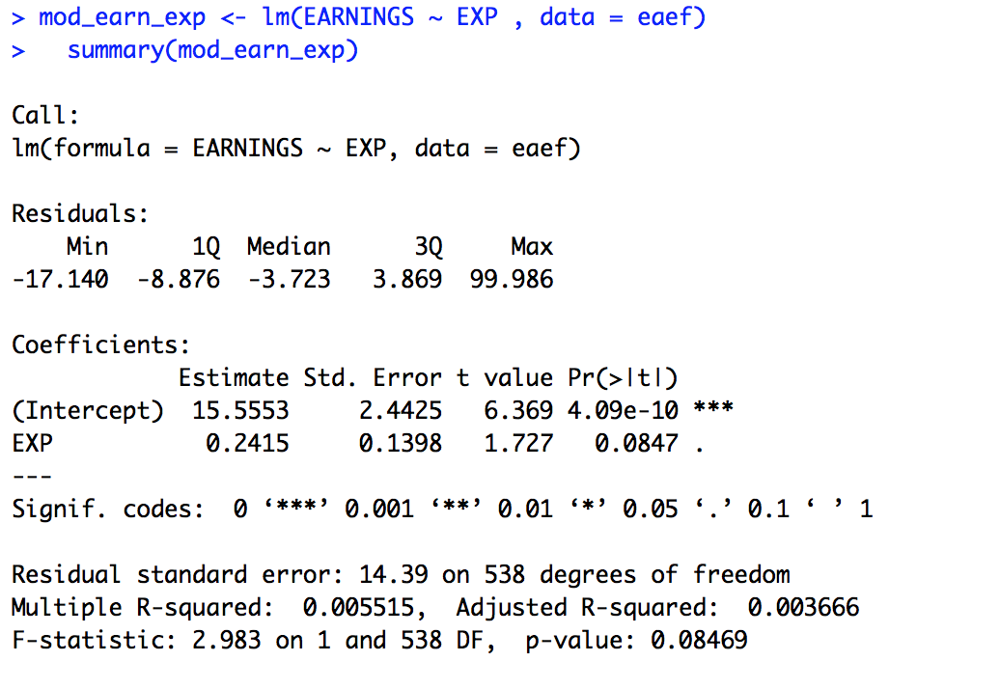 > mod_earn_exp <- lm(EARNINGS ~ EXP , data = eaef)
>   summary(mod_earn_exp)

Call:
lm(formula = EARNINGS ~ EXP, data = eaef)

Residuals:
    Min      1Q  Median      3Q     Max
-17.140  -8.876  -3.723   3.869  99.986

Coefficients:
            Estimate Std. Error t value Pr(>|t|)
(Intercept)  15.5553     2.4425   6.369 4.09e-10 ***
EXP           0.2415     0.1398   1.727   0.0847 .
---
Signif. codes:  0 ‘***’ 0.001 ‘**’ 0.01 ‘*’ 0.05 ‘.’ 0.1 ‘ ’ 1

Residual standard error: 14.39 on 538 degrees of freedom
Multiple R-squared:  0.005515,  Adjusted R-squared:  0.003666
F-statistic: 2.983 on 1 and 538 DF,  p-value: 0.08469